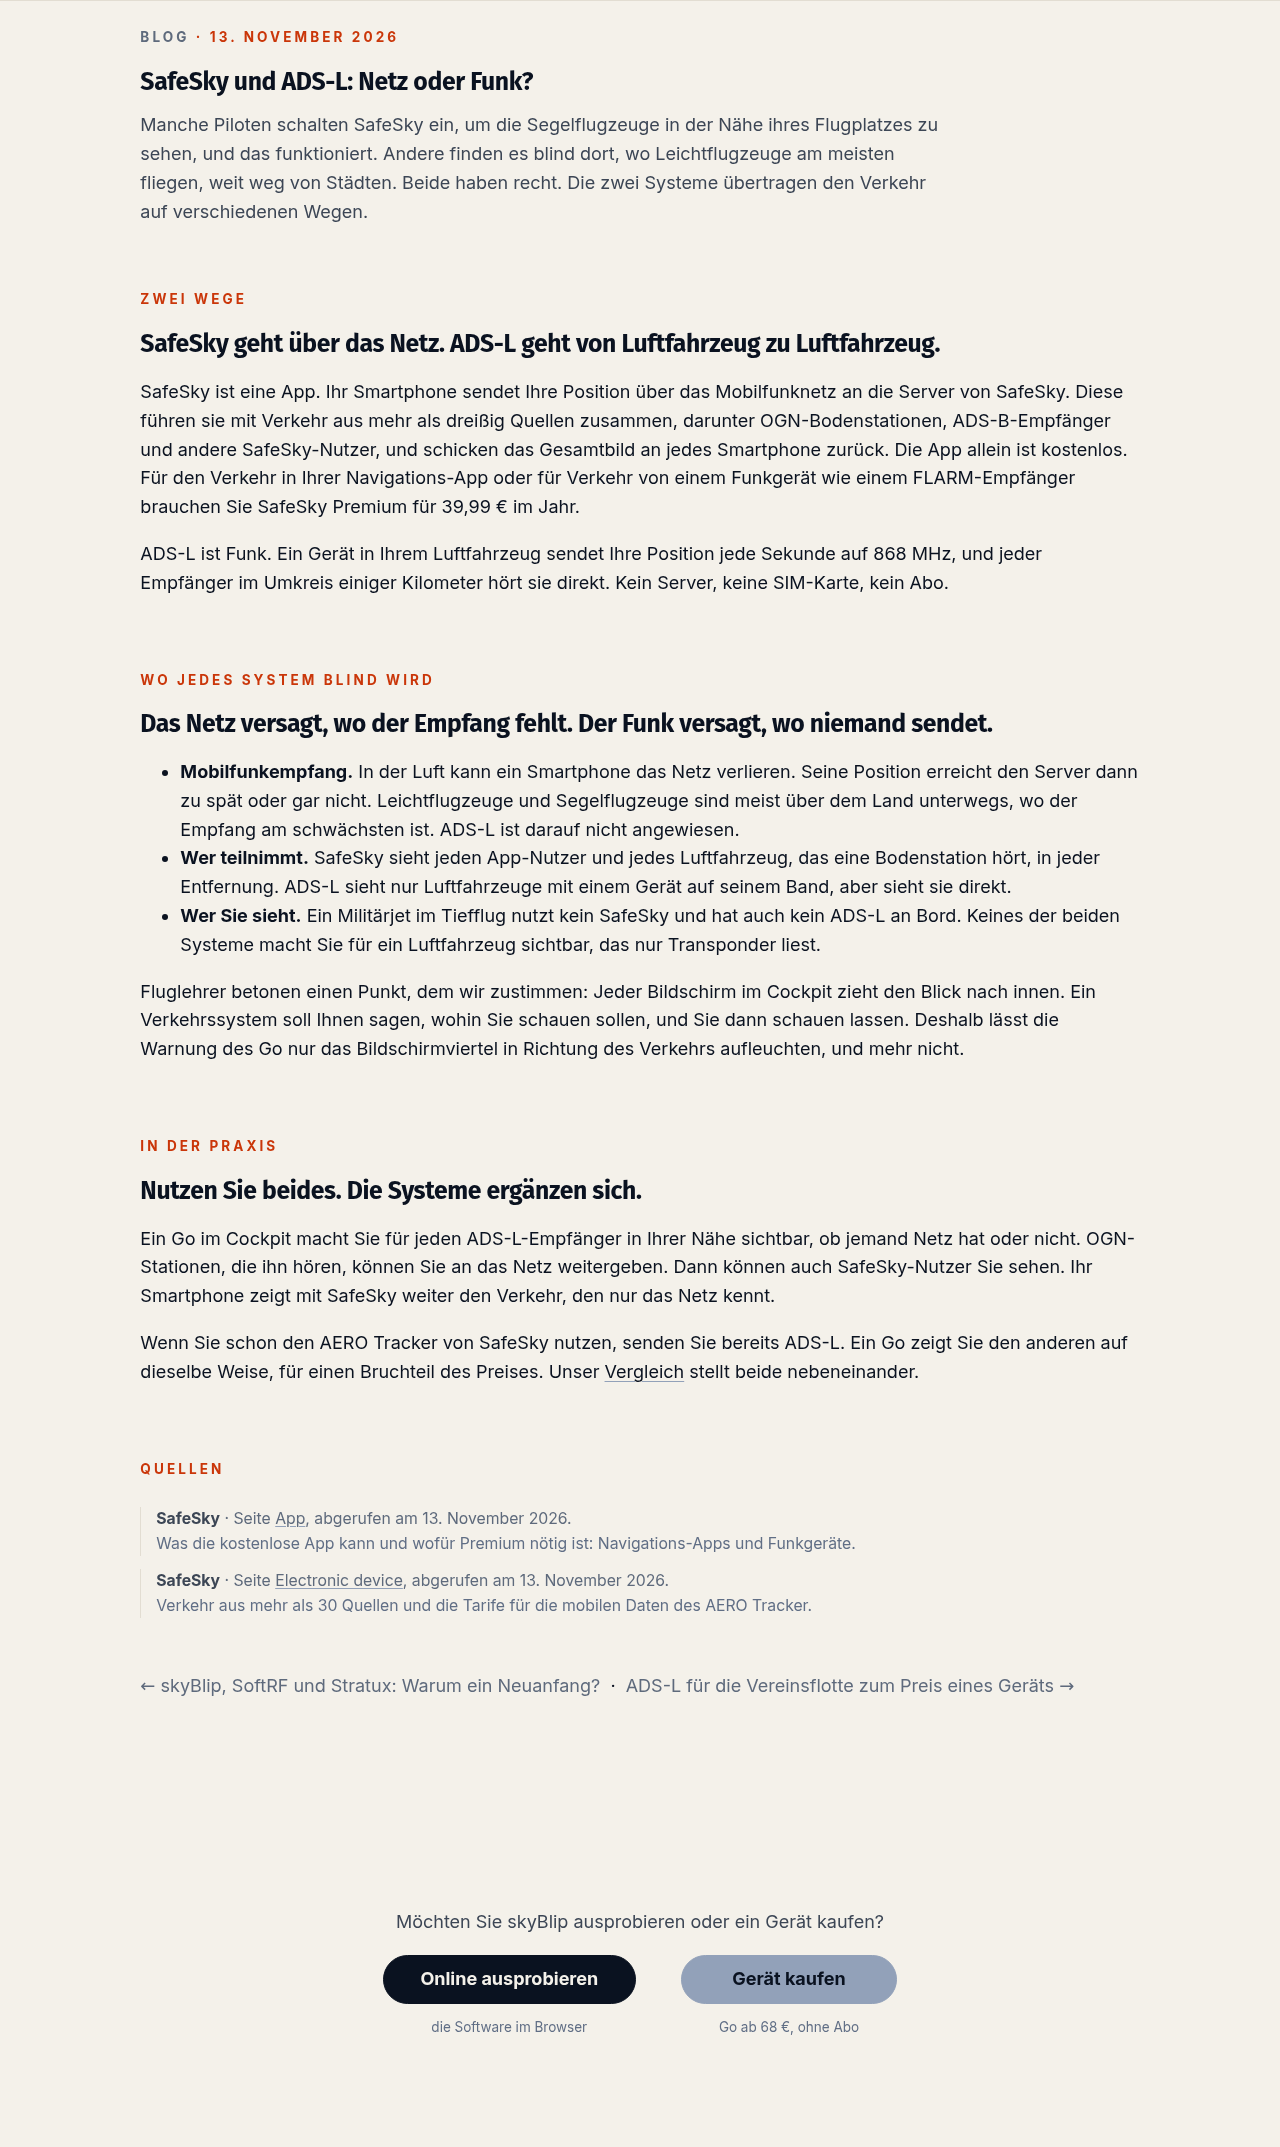 BLOG · 13. NOVEMBER 2026
SafeSky und ADS-L: Netz oder Funk?
Manche Piloten schalten SafeSky ein, um die Segelflugzeuge in der Nähe ihres Flugplatzes zu
sehen, und das funktioniert. Andere finden es blind dort, wo Leichtflugzeuge am meisten
fliegen, weit weg von Städten. Beide haben recht. Die zwei Systeme übertragen den Verkehr
auf verschiedenen Wegen.
ZWEI WEGE
SafeSky geht über das Netz. ADS-L geht von Luftfahrzeug zu Luftfahrzeug.
SafeSky ist eine App. Ihr Smartphone sendet Ihre Position über das Mobilfunknetz an die Server von SafeSky. Diese
führen sie mit Verkehr aus mehr als dreißig Quellen zusammen, darunter OGN-Bodenstationen, ADS-B-Empfänger
und andere SafeSky-Nutzer, und schicken das Gesamtbild an jedes Smartphone zurück. Die App allein ist kostenlos.
Für den Verkehr in Ihrer Navigations-App oder für Verkehr von einem Funkgerät wie einem FLARM-Empfänger
brauchen Sie SafeSky Premium für 39,99 € im Jahr.
ADS-L ist Funk. Ein Gerät in Ihrem Luftfahrzeug sendet Ihre Position jede Sekunde auf 868 MHz, und jeder
Empfänger im Umkreis einiger Kilometer hört sie direkt. Kein Server, keine SIM-Karte, kein Abo.
WO JEDES SYSTEM BLIND WIRD
Das Netz versagt, wo der Empfang fehlt. Der Funk versagt, wo niemand sendet.
• Mobilfunkempfang. In der Luft kann ein Smartphone das Netz verlieren. Seine Position erreicht den Server dann
zu spät oder gar nicht. Leichtflugzeuge und Segelflugzeuge sind meist über dem Land unterwegs, wo der
Empfang am schwächsten ist. ADS-L ist darauf nicht angewiesen.
• Wer teilnimmt. SafeSky sieht jeden App-Nutzer und jedes Luftfahrzeug, das eine Bodenstation hört, in jeder
Entfernung. ADS-L sieht nur Luftfahrzeuge mit einem Gerät auf seinem Band, aber sieht sie direkt.
• Wer Sie sieht. Ein Militärjet im Tiefflug nutzt kein SafeSky und hat auch kein ADS-L an Bord. Keines der beiden
Systeme macht Sie für ein Luftfahrzeug sichtbar, das nur Transponder liest.
Fluglehrer betonen einen Punkt, dem wir zustimmen: Jeder Bildschirm im Cockpit zieht den Blick nach innen. Ein
Verkehrssystem soll Ihnen sagen, wohin Sie schauen sollen, und Sie dann schauen lassen. Deshalb lässt die
Warnung des Go nur das Bildschirmviertel in Richtung des Verkehrs aufleuchten, und mehr nicht.
IN DER PRAXIS
Nutzen Sie beides. Die Systeme ergänzen sich.
Ein Go im Cockpit macht Sie für jeden ADS-L-Empfänger in Ihrer Nähe sichtbar, ob jemand Netz hat oder nicht. OGN-
Stationen, die ihn hören, können Sie an das Netz weitergeben. Dann können auch SafeSky-Nutzer Sie sehen. Ihr
Smartphone zeigt mit SafeSky weiter den Verkehr, den nur das Netz kennt.
Wenn Sie schon den AERO Tracker von SafeSky nutzen, senden Sie bereits ADS-L. Ein Go zeigt Sie den anderen auf
dieselbe Weise, für einen Bruchteil des Preises. Unser Vergleich stellt beide nebeneinander.
QUELLEN
SafeSky · Seite App, abgerufen am 13. November 2026.
Was die kostenlose App kann und wofür Premium nötig ist: Navigations-Apps und Funkgeräte.
SafeSky · Seite Electronic device, abgerufen am 13. November 2026.
Verkehr aus mehr als 30 Quellen und die Tarife für die mobilen Daten des AERO Tracker.
← skyBlip, SoftRF und Stratux: Warum ein Neuanfang? · ADS-L für die Vereinsflotte zum Preis eines Geräts →
Möchten Sie skyBlip ausprobieren oder ein Gerät kaufen?
Online ausprobieren
Gerät kaufen
die Software im Browser
Go ab 68 €, ohne Abo